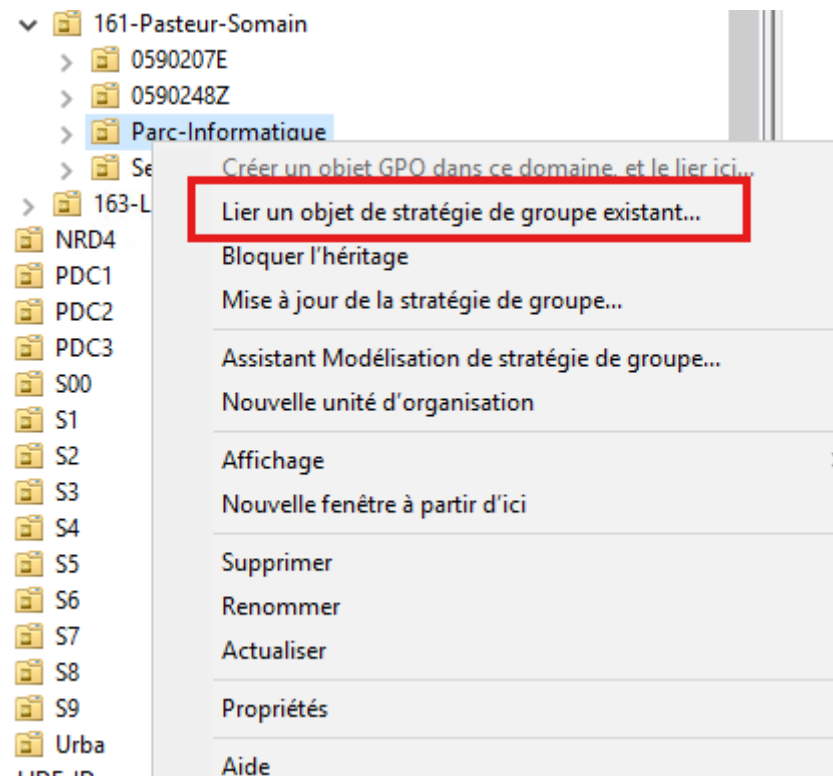 161-Pasteur-Somain
0590207E
0590248Z
Parc-Informatique
Se
163-L
NRD4
PDC1
PDC2
PDC3
S00
S1
S2
S3
S4
S5
S6
S7
S8
S9
Urba
Créer un objet GPO dans ce domaine, et le lier ici...
Lier un objet de stratégie de groupe existant...
Bloquer l'héritage
Mise à jour de la stratégie de groupe...
Assistant Modélisation de stratégie de groupe...
Nouvelle unité d'organisation
Affichage
Nouvelle fenêtre à partir d'ici
Supprimer
Renommer
Actualiser
Propriétés
Aide